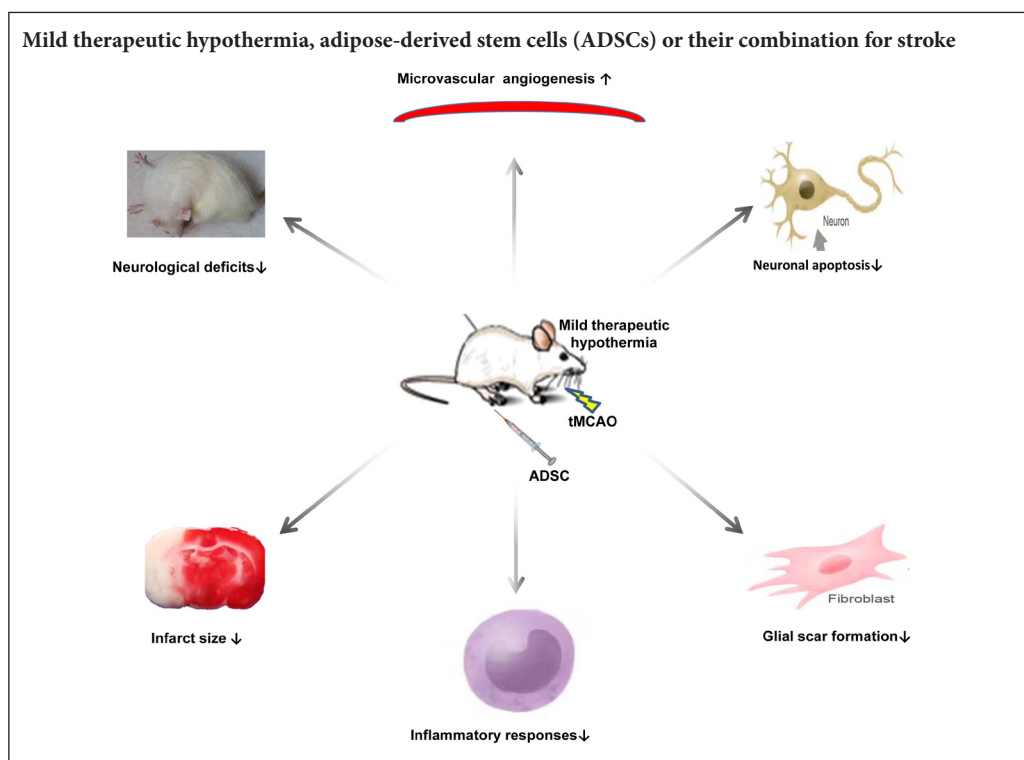 Mild therapeutic hypothermia, adipose-derived stem cells (ADSCs) or their combination for stroke
Microvascular angiogenesis ↑
Neuron
Neurological deficits↓
Neuronal apoptosis↓
Mild therapeutic
hypothermia
tMCAO
ADSC
Fibroblast
Infarct size ↓
Glial scar formation↓
Inflammatory responses↓